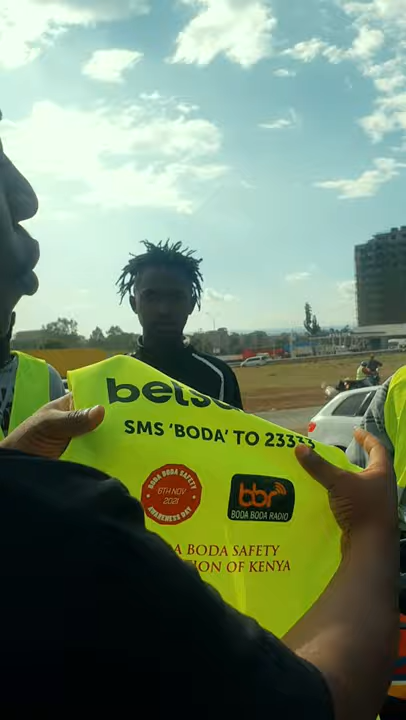 bets
SMS 'BODA' TO 23333
BODA BODA SAFETY
6TH NOV
2021
AWARENESS DAY
bbr
BODA BODA RADIO
A BODA SAFETY
ION OF KENYA